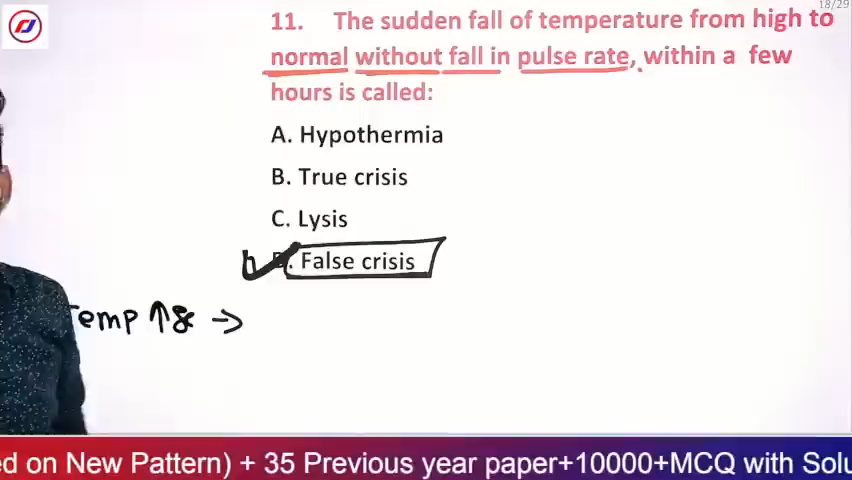 18/29
11. The sudden fall of temperature from high to
normal without fall in pulse rate, within a few
hours is called:
A. Hypothermia
B. True crisis
C. Lysis
D. False crisis
Temp ↑& →
ed on New Pattern) + 35 Previous year paper+10000+MCQ with Solu